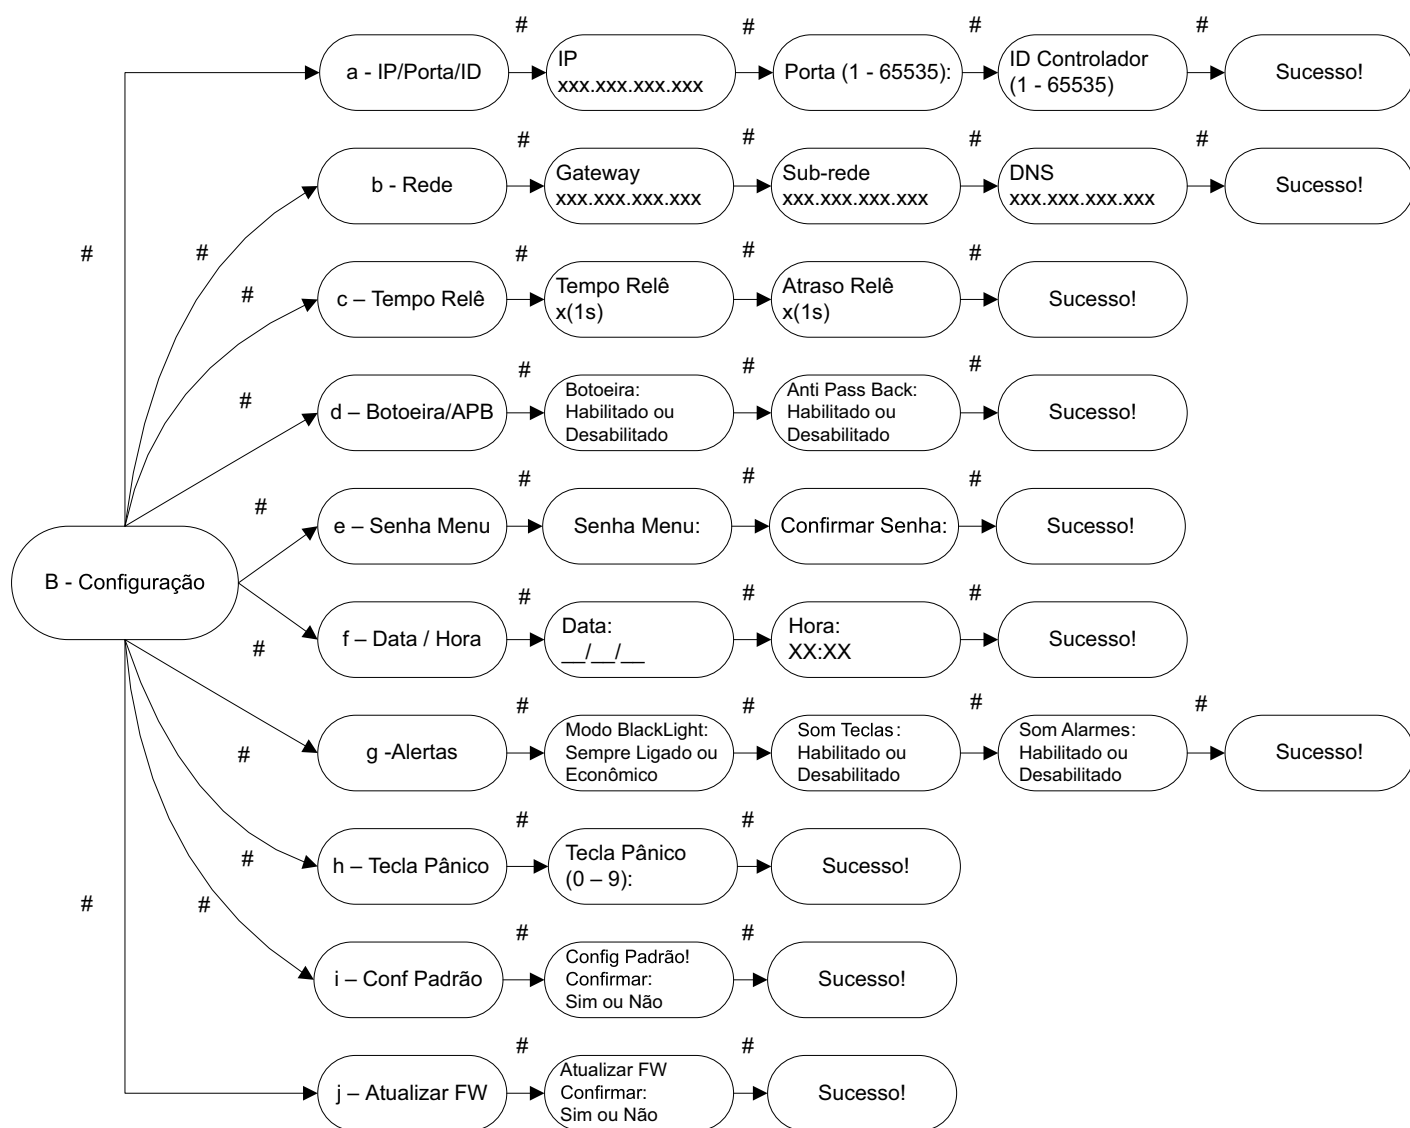 # # # #
a - IP/Porta/ID
IP
xxx.xxx.xxx.xxx
Porta (1 - 65535):
ID Controlador
(1 - 65535)
Sucesso!
# # # #
b - Rede
Gateway
xxx.xxx.xxx.xxx
Sub-rede
xxx.xxx.xxx.xxx
DNS
xxx.xxx.xxx.xxx
Sucesso!
# #
# # #
c – Tempo Relê
Tempo Relê
x(1s)
Atraso Relê
x(1s)
Sucesso!
#
# # #
d – Botoeira/APB
Botoeira:
Habilitado ou
Desabilitado
Anti Pass Back:
Habilitado ou
Desabilitado
Sucesso!
#
# # #
e – Senha Menu
Senha Menu:
Confirmar Senha:
Sucesso!
#
B - Configuração
# # #
f – Data / Hora
Data:
__/__/__
Hora:
XX:XX
Sucesso!
#
# # # #
g -Alertas
Modo BlackLight:
Sempre Ligado ou
Econômico
Som Teclas:
Habilitado ou
Desabilitado
Som Alarmes:
Habilitado ou
Desabilitado
Sucesso!
#
# #
h – Tecla Pânico
Tecla Pânico
(0 – 9):
Sucesso!
#
# #
# #
i – Conf Padrão
Config Padrão!
Confirmar:
Sim ou Não
Sucesso!
# #
j – Atualizar FW
Atualizar FW
Confirmar:
Sim ou Não
Sucesso!